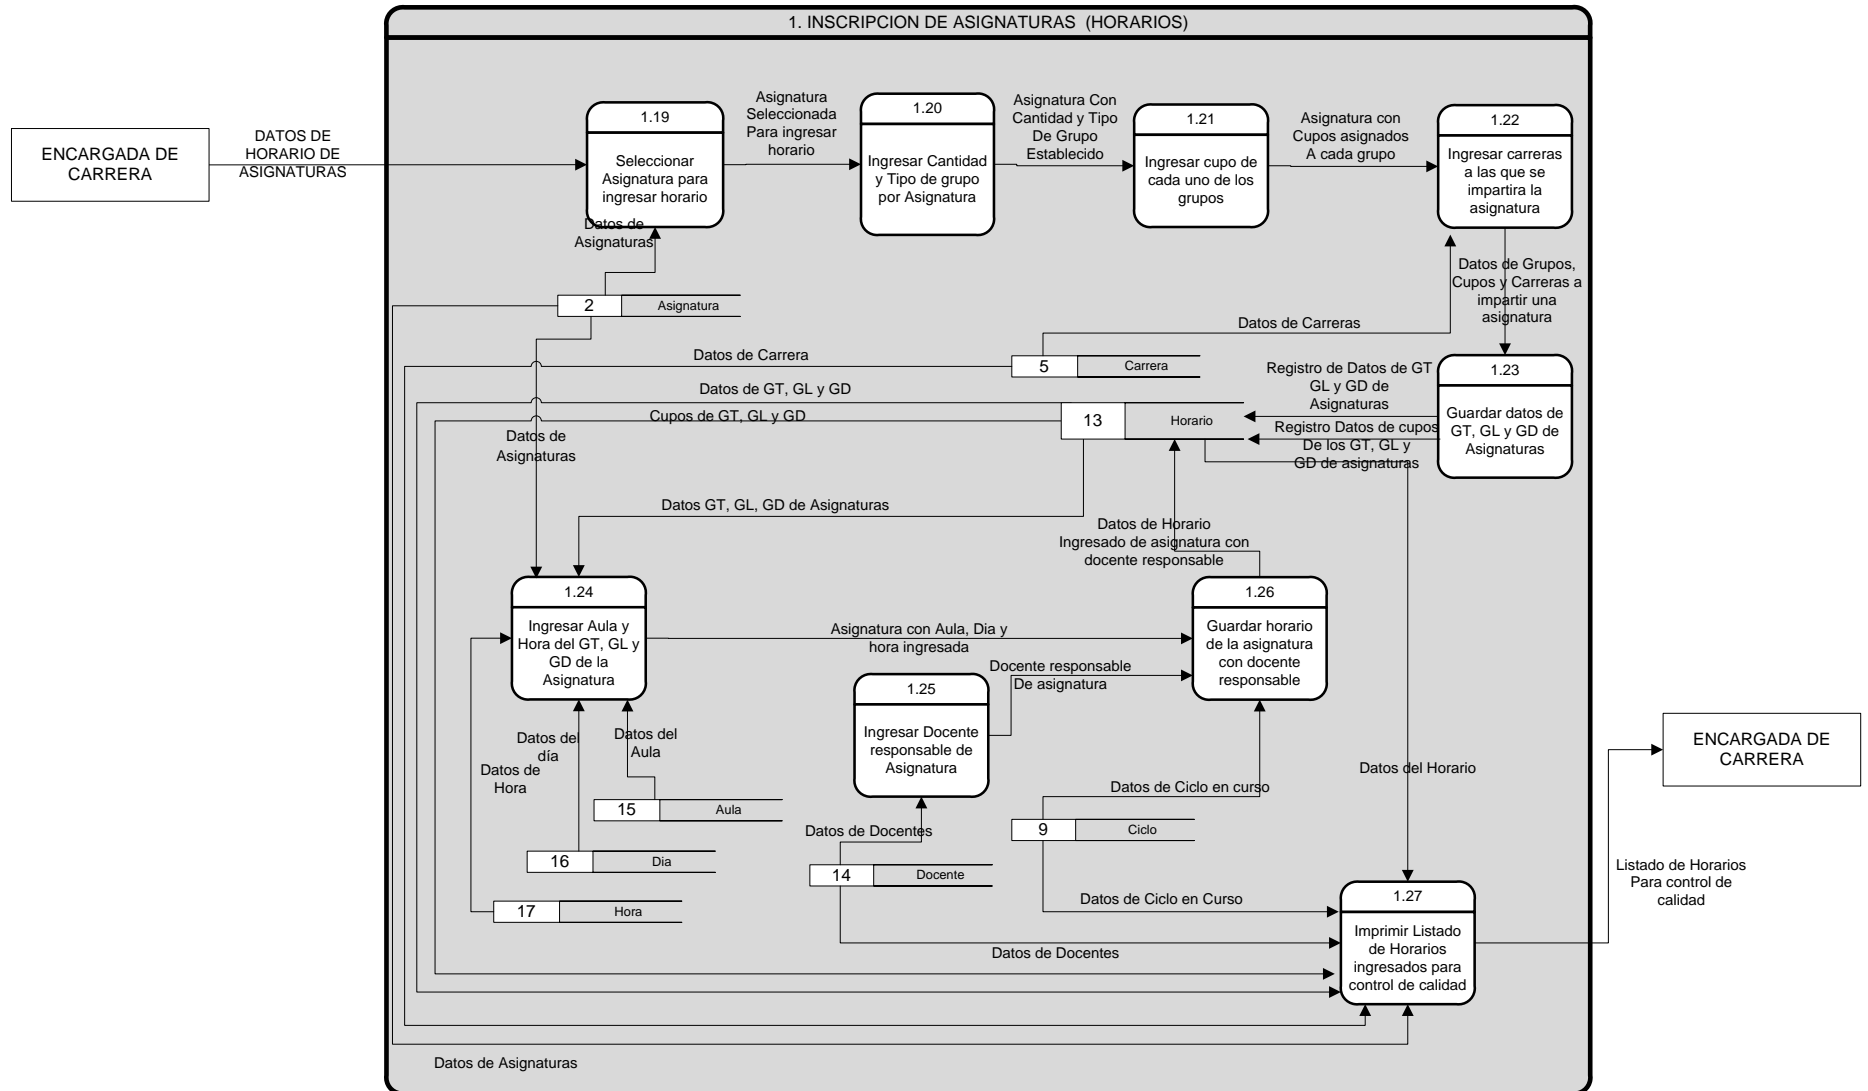 1. INSCRIPCION DE ASIGNATURAS (HORARIOS)
ENCARGADA DE
CARRERA
DATOS DE
HORARIO DE
ASIGNATURAS
1.19
Seleccionar
Asignatura para
ingresar horario
Asignatura
Seleccionada
Para ingresar
horario
1.20
Ingresar Cantidad
y Tipo de grupo
por Asignatura
Asignatura Con
Cantidad y Tipo
De Grupo
Establecido
1.21
Ingresar cupo de
cada uno de los
grupos
Asignatura con
Cupos asignados
A cada grupo
1.22
Ingresar carreras
a las que se
impartira la
asignatura
Datos de
Asignaturas
2
Asignatura
Datos de Grupos,
Cupos y Carreras a
impartir una
asignatura
Datos de Carreras
Datos de Carrera
5
Carrera
Datos de GT, GL y GD
Cupos de GT, GL y GD
13
Horario
Registro de Datos de GT
GL y GD de
Asignaturas
Registro Datos de cupos
De los GT, GL y
GD de asignaturas
1.23
Guardar datos de
GT, GL y GD de
Asignaturas
Datos de
Asignaturas
Datos GT, GL, GD de Asignaturas
Datos de Horario
Ingresado de asignatura con
docente responsable
1.24
Ingresar Aula y
Hora del GT, GL y
GD de la
Asignatura
Asignatura con Aula, Dia y
hora ingresada
1.26
Guardar horario
de la asignatura
con docente
responsable
Docente responsable
De asignatura
1.25
Ingresar Docente
responsable de
Asignatura
Datos del
día
Datos del
Aula
Datos de
Hora
15
Aula
16
Dia
17
Hora
Datos de Docentes
14
Docente
Datos de Ciclo en curso
9
Ciclo
Datos del Horario
ENCARGADA DE
CARRERA
Datos de Ciclo en Curso
Datos de Docentes
1.27
Imprimir Listado
de Horarios
ingresados para
control de calidad
Listado de Horarios
Para control de
calidad
Datos de Asignaturas